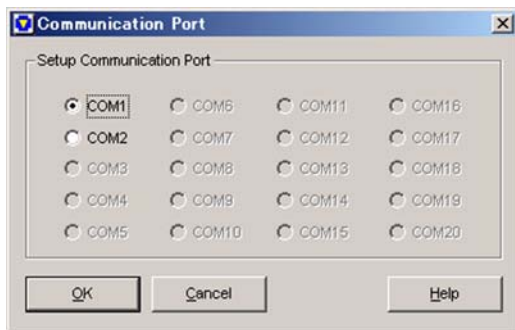 Communication Port
Setup Communication Port
COM1 COM6 COM11 COM16
COM2 COM7 COM12 COM17
COM3 COM8 COM13 COM18
COM4 COM9 COM14 COM19
COM5 COM10 COM15 COM20
OK Cancel Help